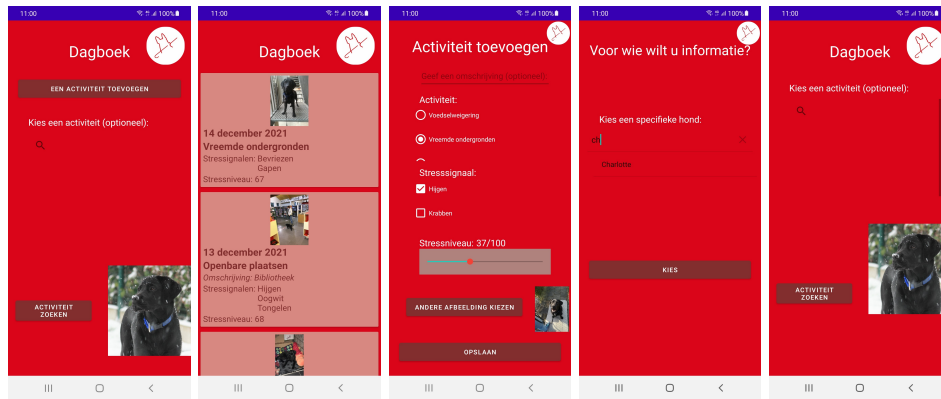 11:00
100%
Dagboek
EEN ACTIVITEIT TOEVOEGEN
Kies een activiteit (optioneel):
ACTIVITEIT
ZOEKEN
11:00
100%
Dagboek
14 december 2021
Vreemde ondergronden
Stressignalen: Bevriezen
Gapen
Stressniveau: 67
13 december 2021
Openbare plaatsen
Omschrijving: Bibliotheek
Stressignalen: Hijgen
Oogwit
Tongelen
Stressniveau: 68
11:00
100%
Activiteit toevoegen
Geef een omschrijving (optioneel):
Activiteit:
Voedselweigering
Vreemde ondergronden
Stresssignaal:
Hijgen
Krabben
Stressniveau: 37/100
ANDERE AFBEELDING KIEZEN
OPSLAAN
11:00
100%
Voor wie wilt u informatie?
Kies een specifieke hond:
ch
Charlotte
KIES
11:00
100%
Dagboek
Kies een activiteit (optioneel):
ACTIVITEIT
ZOEKEN